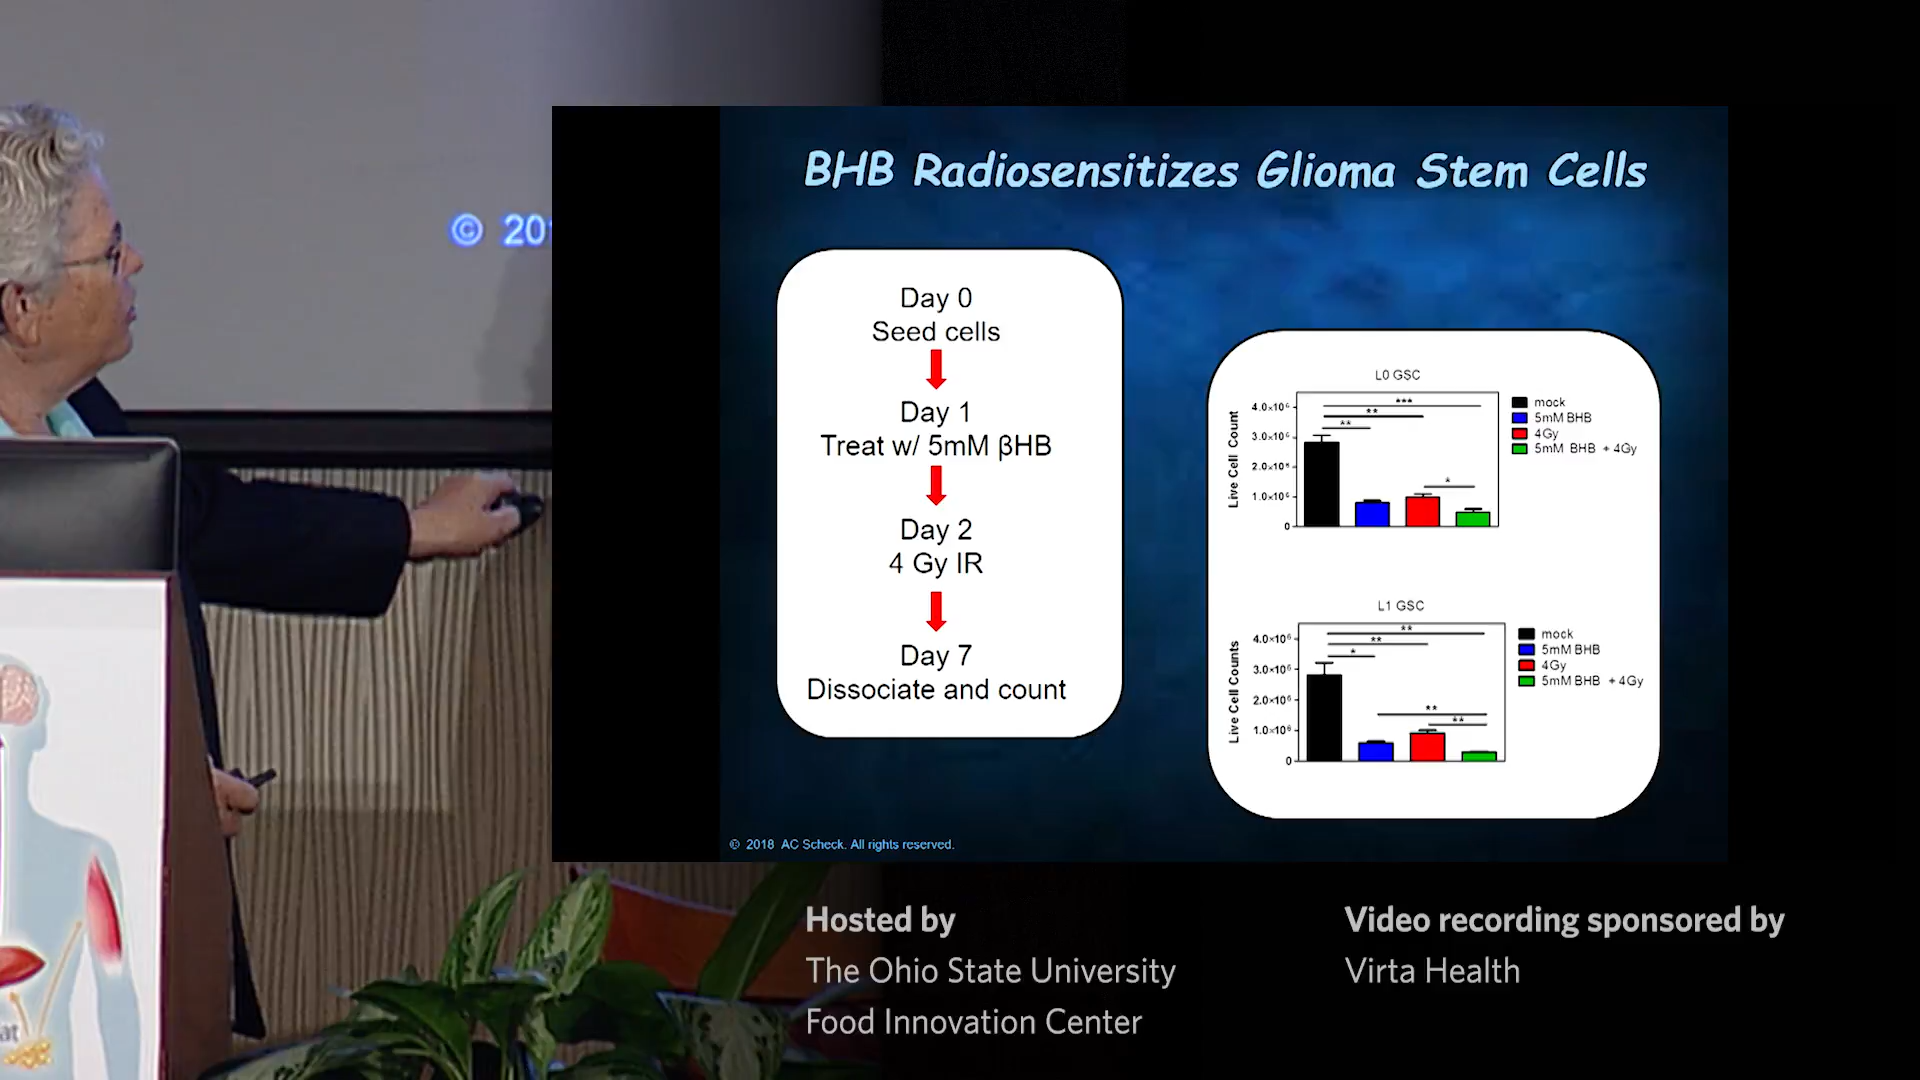 © 201
BHB Radiosensitizes Glioma Stem Cells
Day 0
Seed cells
Day 1
Treat w/ 5mM βHB
Day 2
4 Gy IR
Day 7
Dissociate and count
L0 GSC
Live Cell Count
4.0×10⁶
3.0×10⁶
2.0×10⁶
1.0×10⁶
0
***
**
**
*
mock
5mM BHB
4Gy
5mM BHB + 4Gy
L1 GSC
Live Cell Counts
4.0×10⁶
3.0×10⁶
2.0×10⁶
1.0×10⁶
0
**
**
*
**
**
mock
5mM BHB
4Gy
5mM BHB + 4Gy
© 2018 AC Scheck. All rights reserved.
Hosted by
The Ohio State University
Food Innovation Center
Video recording sponsored by
Virta Health